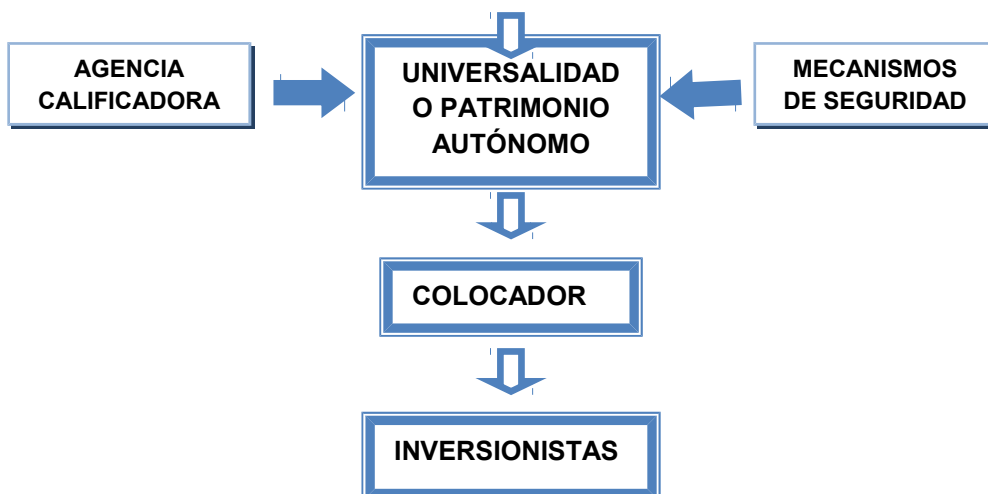 AGENCIA
CALIFICADORA
UNIVERSALIDAD
O PATRIMONIO
AUTÓNOMO
MECANISMOS
DE SEGURIDAD
COLOCADOR
INVERSIONISTAS